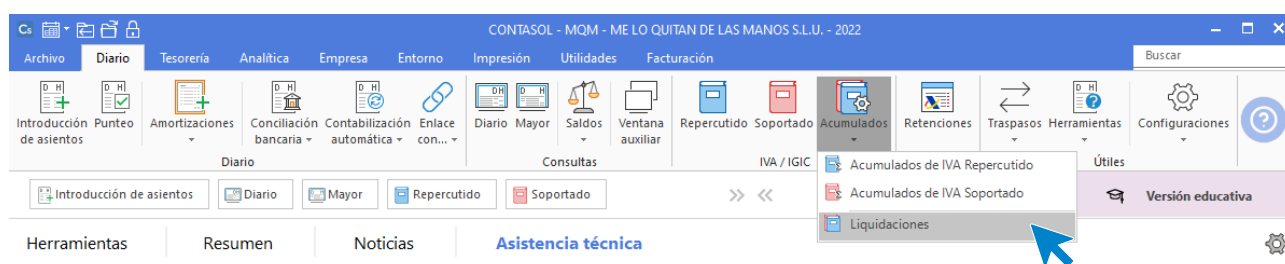 Cs CONTASOL - MQM - ME LO QUITAN DE LAS MANOS S.L.U. - 2022
Archivo Diario Tesorería Analítica Empresa Entorno Impresión Utilidades Facturación Buscar
D H D H D H D H DH D H D H
Introducción de asientos
Punteo
Amortizaciones
Conciliación bancaria
Contabilización automática
Enlace con...
Diario
Mayor
Saldos
Ventana auxiliar
Repercutido
Soportado
Acumulados
Retenciones
Traspasos
Herramientas
Configuraciones
Diario Consultas IVA / IGIC Útiles
Acumulados de IVA Repercutido
Acumulados de IVA Soportado
Liquidaciones
Introducción de asientos Diario Mayor Repercutido Soportado Versión educativa
Herramientas Resumen Noticias Asistencia técnica